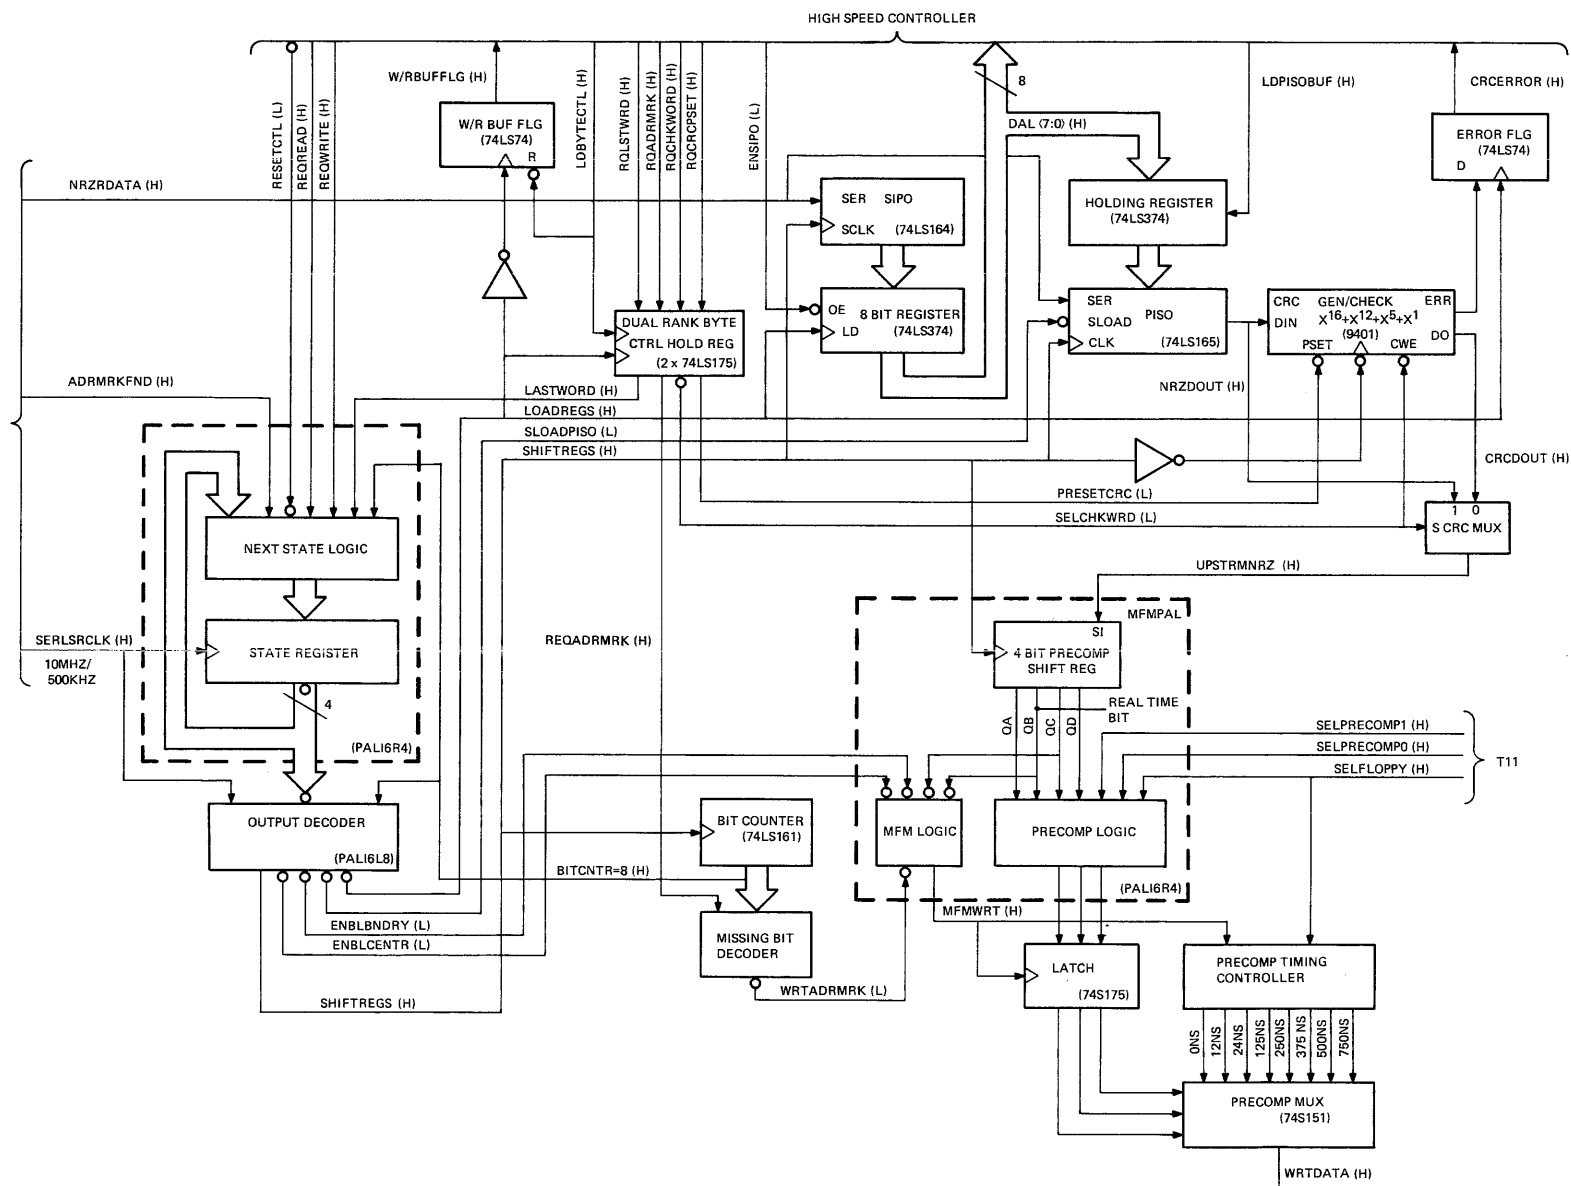 HIGH SPEED CONTROLLER
W/RBUFFLG (H)
RESETCTL (L)
REQREAD (H)
REQWRITE (H)
LDBYTECTL (H)
RQLSTWRD (H)
RQADRMRK (H)
RQCHKWORD (H)
RQCRCPSET (H)
ENSIPO (L)
8
DAL ⟨7:0⟩ (H)
LDPISOBUF (H)
CRCERROR (H)
W/R BUF FLG
(74LS74)
R
ERROR FLG
(74LS74)
D
NRZRDATA (H)
SER SIPO
SCLK (74LS164)
HOLDING REGISTER
(74LS374)
OE 8 BIT REGISTER
LD (74LS374)
SER PISO
SLOAD
CLK (74LS165)
CRC GEN/CHECK ERR
DIN X16+X12+X5+X1
(9401) DO
PSET CWE
DUAL RANK BYTE
CTRL HOLD REG
(2 x 74LS175)
NRZDOUT (H)
ADRMRKFND (H)
LASTWORD (H)
LOADREGS (H)
SLOADPISO (L)
SHIFTREGS (H)
CRCDOUT (H)
PRESETCRC (L)
SELCHKWRD (L)
1 0
S CRC MUX
NEXT STATE LOGIC
UPSTRMNRZ (H)
MFMPAL
SERLSRCLK (H)
10MHZ/
500KHZ
STATE REGISTER
REQADRMRK (H)
SI
4 BIT PRECOMP
SHIFT REG
4
(PALI6R4)
QA
QB
QC
QD
REAL TIME
BIT
SELPRECOMP1 (H)
SELPRECOMP0 (H)
SELFLOPPY (H)
T11
OUTPUT DECODER
(PALI6L8)
BIT COUNTER
(74LS161)
MFM LOGIC
PRECOMP LOGIC
(PALI6R4)
BITCNTR=8 (H)
ENBLBNDRY (L)
ENBLCENTR (L)
MISSING BIT
DECODER
MFMWRT (H)
WRTADRMRK (L)
SHIFTREGS (H)
LATCH
(74S175)
PRECOMP TIMING
CONTROLLER
0NS
12NS
24NS
125NS
250NS
375 NS
500NS
750NS
PRECOMP MUX
(74S151)
WRTDATA (H)